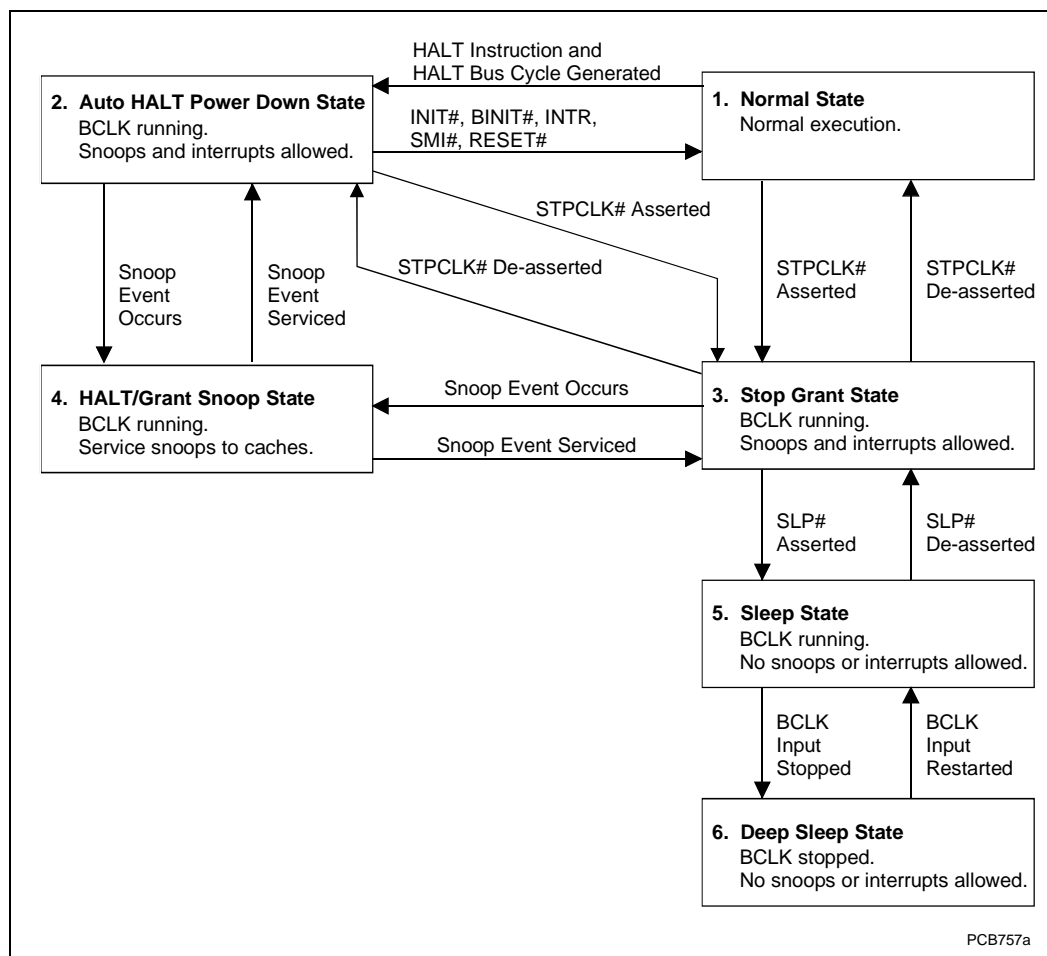 HALT Instruction and
HALT Bus Cycle Generated
2. Auto HALT Power Down State
BCLK running.
Snoops and interrupts allowed.
INIT#, BINIT#, INTR,
SMI#, RESET#
1. Normal State
Normal execution.
STPCLK# Asserted
STPCLK# De-asserted
Snoop
Event
Occurs
Snoop
Event
Serviced
STPCLK#
Asserted
STPCLK#
De-asserted
4. HALT/Grant Snoop State
BCLK running.
Service snoops to caches.
Snoop Event Occurs
Snoop Event Serviced
3. Stop Grant State
BCLK running.
Snoops and interrupts allowed.
SLP#
Asserted
SLP#
De-asserted
5. Sleep State
BCLK running.
No snoops or interrupts allowed.
BCLK
Input
Stopped
BCLK
Input
Restarted
6. Deep Sleep State
BCLK stopped.
No snoops or interrupts allowed.
PCB757a